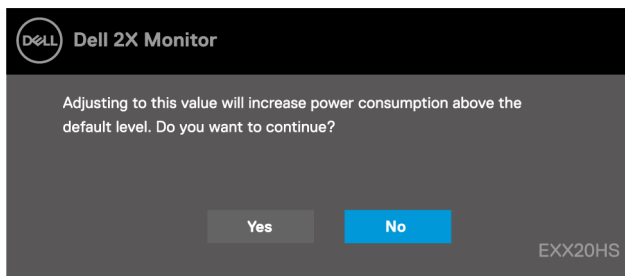 DELL Dell 2X Monitor
Adjusting to this value will increase power consumption above the
default level. Do you want to continue?
Yes No
EXX20HS